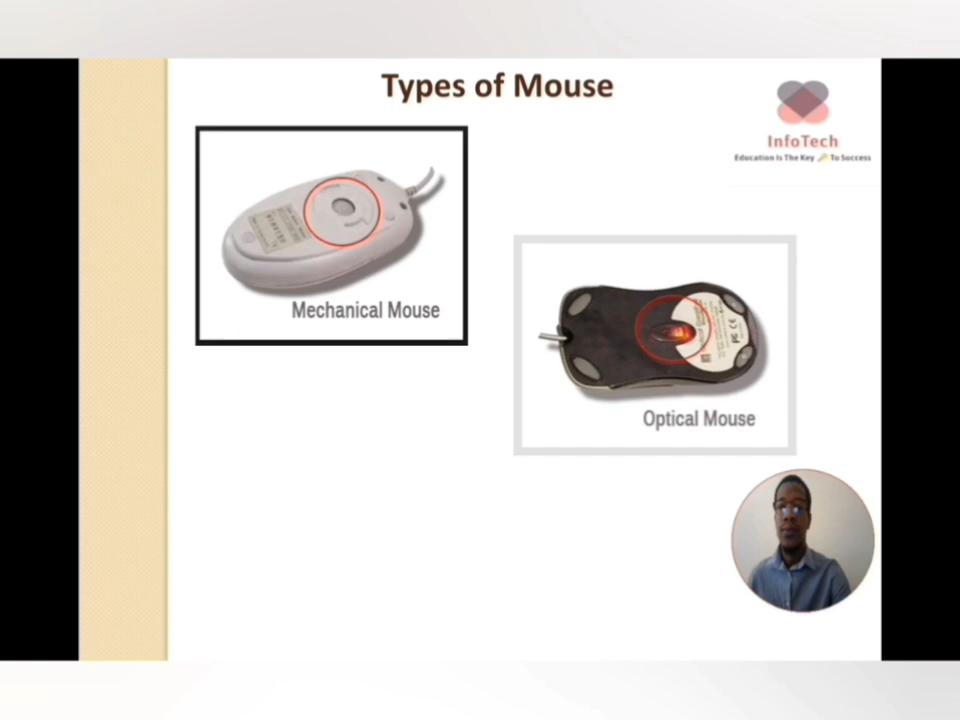 Types of Mouse
InfoTech
Education Is The Key 🔑 To Success
Mechanical Mouse
Optical Mouse